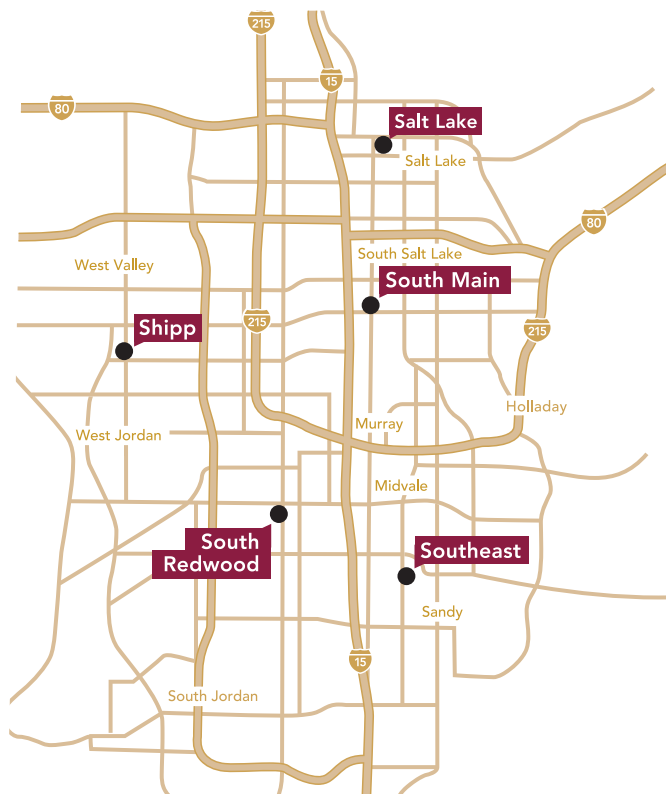 215
15
80
Salt Lake
Salt Lake
80
South Salt Lake
West Valley
South Main
215
Shipp
215
Holladay
Murray
West Jordan
Midvale
South
Redwood
Southeast
Sandy
15
South Jordan